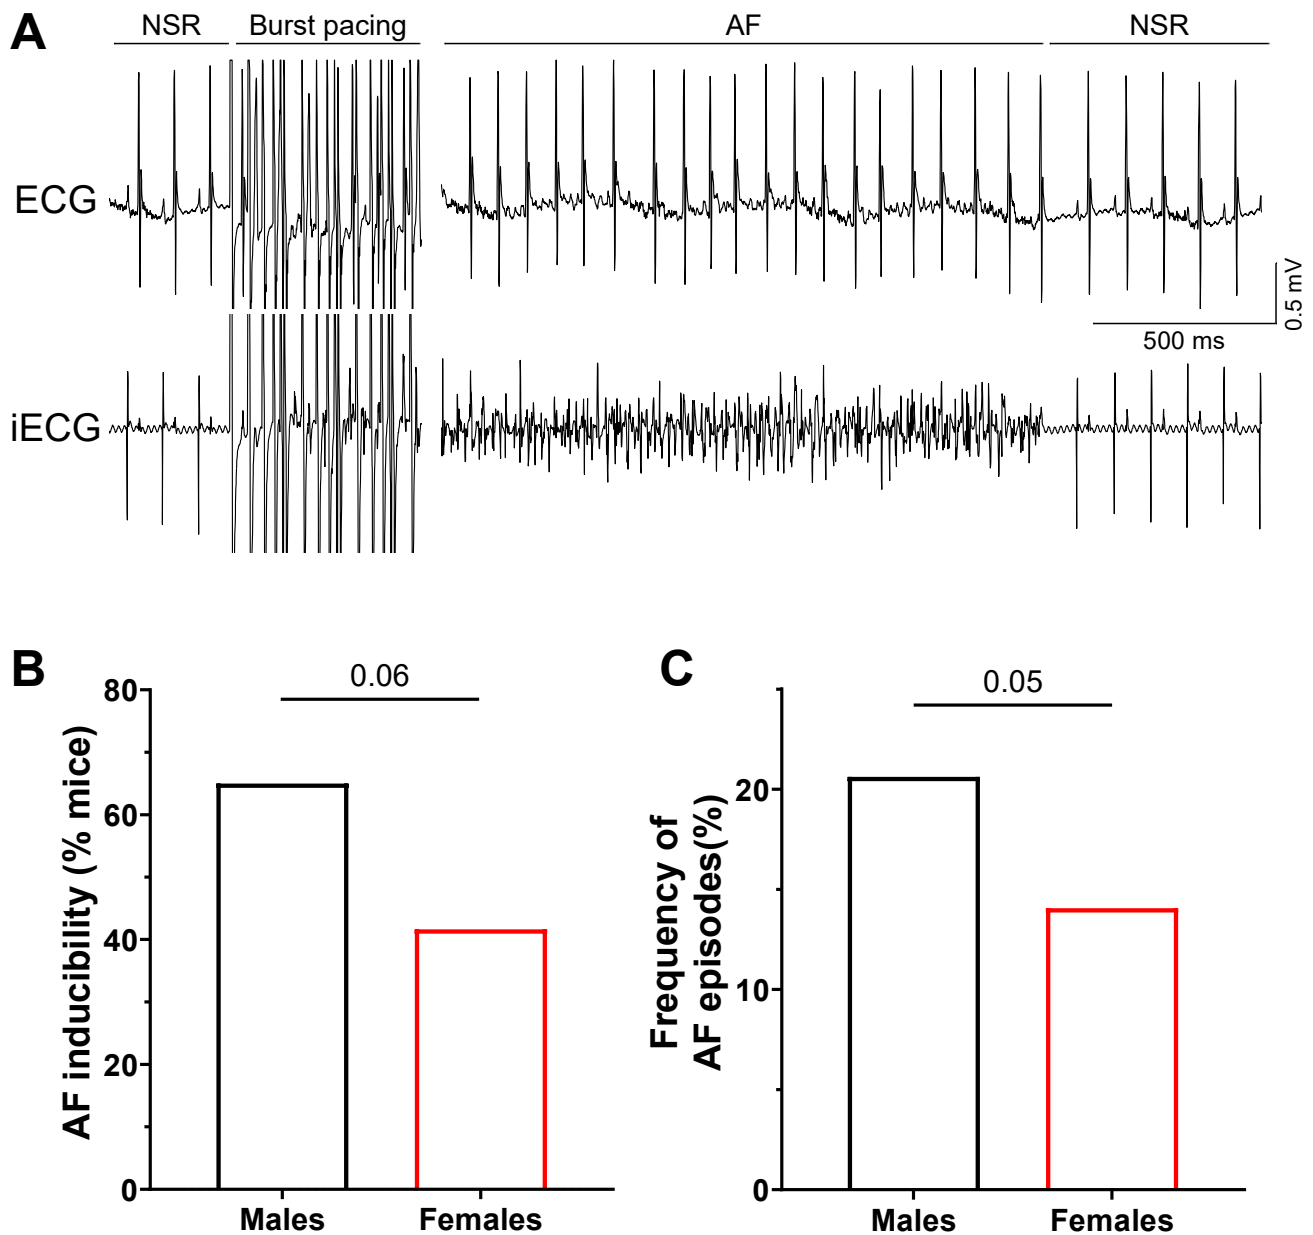 A
NSR
Burst pacing
AF
NSR
ECG
0.5 mV
500 ms
iECG
B
0.06
80
60
40
20
0
AF inducibility (% mice)
Males
Females
C
0.05
20
10
0
Frequency of
AF episodes(%)
Males
Females